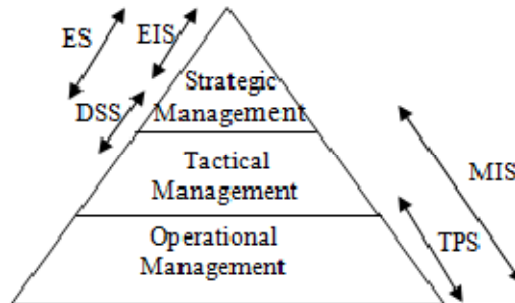 ES
EIS
Strategic
Management
DSS
Tactical
Management
MIS
Operational
Management
TPS